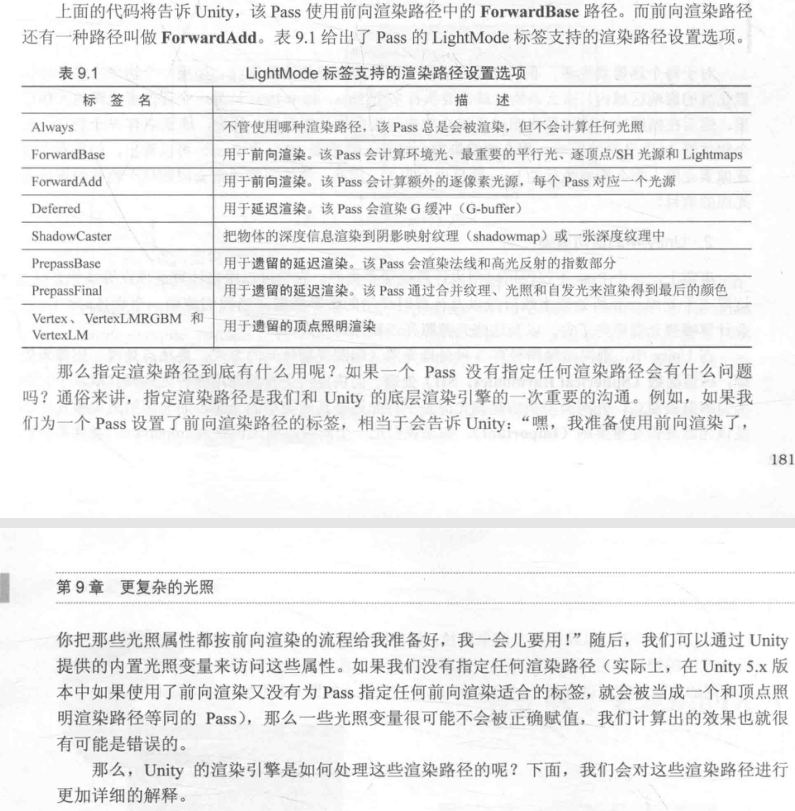 上面的代码将告诉 Unity，该 Pass 使用前向渲染路径中的 ForwardBase 路径。而前向渲染路径
还有一种路径叫做 ForwardAdd。表 9.1 给出了 Pass 的 LightMode 标签支持的渲染路径设置选项。
表 9.1 LightMode 标签支持的渲染路径设置选项
标 签 名 描 述
Always 不管使用哪种渲染路径，该 Pass 总是会被渲染，但不会计算任何光照
ForwardBase 用于前向渲染。该 Pass 会计算环境光、最重要的平行光、逐顶点/SH 光源和 Lightmaps
ForwardAdd 用于前向渲染。该 Pass 会计算额外的逐像素光源，每个 Pass 对应一个光源
Deferred 用于延迟渲染。该 Pass 会渲染 G 缓冲（G-buffer）
ShadowCaster 把物体的深度信息渲染到阴影映射纹理（shadowmap）或一张深度纹理中
PrepassBase 用于遗留的延迟渲染。该 Pass 会渲染法线和高光反射的指数部分
PrepassFinal 用于遗留的延迟渲染。该 Pass 通过合并纹理、光照和自发光来渲染得到最后的颜色
Vertex、VertexLMRGBM 和
VertexLM 用于遗留的顶点照明渲染
那么指定渲染路径到底有什么用呢？如果一个 Pass 没有指定任何渲染路径会有什么问题
吗？通俗来讲，指定渲染路径是我们和 Unity 的底层渲染引擎的一次重要的沟通。例如，如果我
们为一个 Pass 设置了前向渲染路径的标签，相当于会告诉 Unity：“嘿，我准备使用前向渲染了，
181
第 9 章 更复杂的光照
你把那些光照属性都按前向渲染的流程给我准备好，我一会儿要用！”随后，我们可以通过 Unity
提供的内置光照变量来访问这些属性。如果我们没有指定任何渲染路径（实际上，在 Unity 5.x 版
本中如果使用了前向渲染又没有为 Pass 指定任何前向渲染适合的标签，就会被当成一个和顶点照
明渲染路径等同的 Pass），那么一些光照变量很可能不会被正确赋值，我们计算出的效果也就很
有可能是错误的。
那么，Unity 的渲染引擎是如何处理这些渲染路径的呢？下面，我们会对这些渲染路径进行
更加详细的解释。